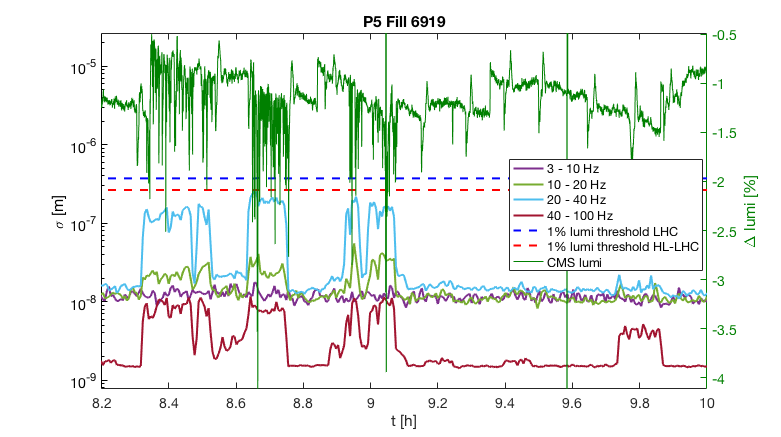 P5 Fill 6919
10-5
10-6
10-7
10-8
10-9
σ [m]
-0.5
-1
-1.5
-2
-2.5
-3
-3.5
-4
Δ lumi [%]
3 - 10 Hz
10 - 20 Hz
20 - 40 Hz
40 - 100 Hz
1% lumi threshold LHC
1% lumi threshold HL-LHC
CMS lumi
8.2 8.4 8.6 8.8 9 9.2 9.4 9.6 9.8 10
t [h]